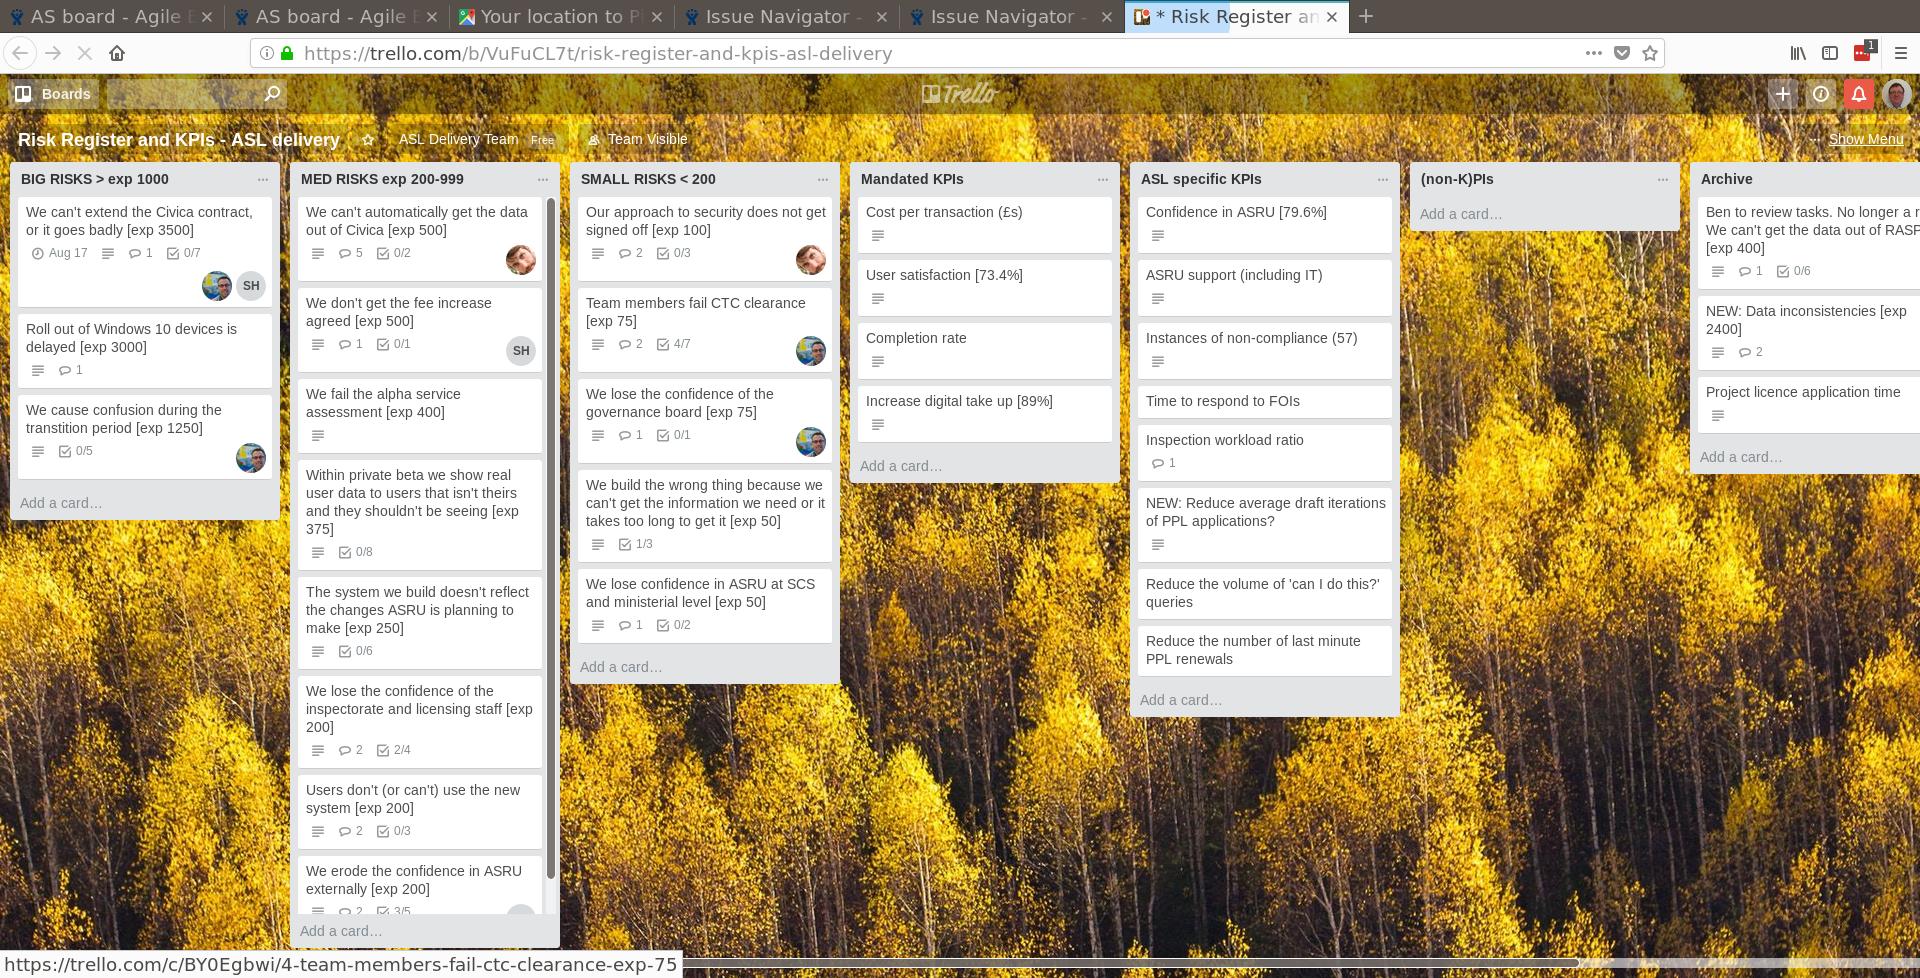 AS board - Agile
AS board - Agile
Your location to
Issue Navigator -
Issue Navigator -
* Risk Register an
https://trello.com/b/VuFuCL7t/risk-register-and-kpis-asl-delivery
1
Boards
Trello
Risk Register and KPIs - ASL delivery
ASL Delivery Team Free
Team Visible
Show Menu
BIG RISKS > exp 1000
We can't extend the Civica contract,
or it goes badly [exp 3500]
Aug 17 1 0/7
SH
Roll out of Windows 10 devices is
delayed [exp 3000]
1
We cause confusion during the
transtition period [exp 1250]
0/5
Add a card…
MED RISKS exp 200-999
We can't automatically get the data
out of Civica [exp 500]
5 0/2
We don't get the fee increase
agreed [exp 500]
1 0/1
SH
We fail the alpha service
assessment [exp 400]
Within private beta we show real
user data to users that isn't theirs
and they shouldn't be seeing [exp
375]
0/8
The system we build doesn't reflect
the changes ASRU is planning to
make [exp 250]
0/6
We lose the confidence of the
inspectorate and licensing staff [exp
200]
2 2/4
Users don't (or can't) use the new
system [exp 200]
2 0/3
We erode the confidence in ASRU
externally [exp 200]
2 3/5
Add a card…
SMALL RISKS < 200
Our approach to security does not get
signed off [exp 100]
2 0/3
Team members fail CTC clearance
[exp 75]
2 4/7
We lose the confidence of the
governance board [exp 75]
1 0/1
We build the wrong thing because we
can't get the information we need or it
takes too long to get it [exp 50]
1/3
We lose confidence in ASRU at SCS
and ministerial level [exp 50]
1 0/2
Add a card…
Mandated KPIs
Cost per transaction (£s)
User satisfaction [73.4%]
Completion rate
Increase digital take up [89%]
Add a card…
ASL specific KPIs
Confidence in ASRU [79.6%]
ASRU support (including IT)
Instances of non-compliance (57)
Time to respond to FOIs
Inspection workload ratio
1
NEW: Reduce average draft iterations
of PPL applications?
Reduce the volume of 'can I do this?'
queries
Reduce the number of last minute
PPL renewals
Add a card…
(non-K)PIs
Add a card…
Archive
Ben to review tasks. No longer a r
We can't get the data out of RASP
[exp 400]
1 0/6
NEW: Data inconsistencies [exp
2400]
2
Project licence application time
Add a card…
https://trello.com/c/BY0Egbwi/4-team-members-fail-ctc-clearance-exp-75